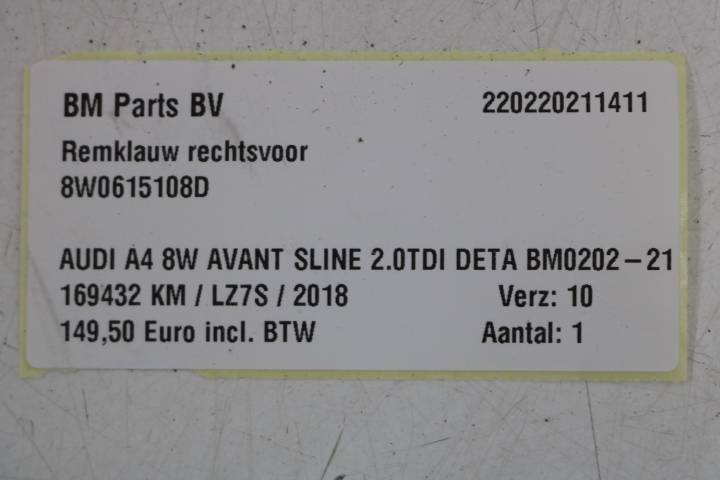 BM Parts BV 220220211411
Remklauw rechtsvoor
8W0615108D
AUDI A4 8W AVANT SLINE 2.0TDI DETA BM0202-21
169432 KM / LZ7S / 2018 Verz: 10
149,50 Euro incl. BTW Aantal: 1